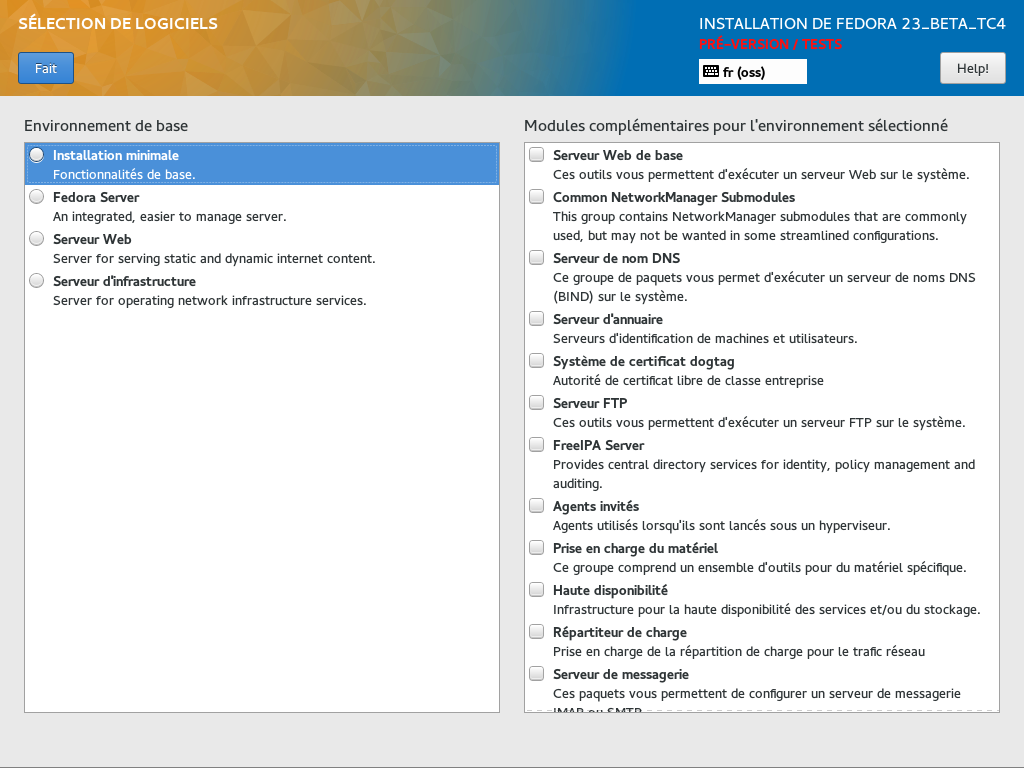 SÉLECTION DE LOGICIELS
INSTALLATION DE FEDORA 23_BETA_TC4
PRÉ-VERSION / TESTS
Fait
fr (oss)
Help!
Environnement de base
Installation minimale
Fonctionnalités de base.
Fedora Server
An integrated, easier to manage server.
Serveur Web
Server for serving static and dynamic internet content.
Serveur d'infrastructure
Server for operating network infrastructure services.
Modules complémentaires pour l'environnement sélectionné
Serveur Web de base
Ces outils vous permettent d'exécuter un serveur Web sur le système.
Common NetworkManager Submodules
This group contains NetworkManager submodules that are commonly
used, but may not be wanted in some streamlined configurations.
Serveur de nom DNS
Ce groupe de paquets vous permet d'exécuter un serveur de noms DNS
(BIND) sur le système.
Serveur d'annuaire
Serveurs d'identification de machines et utilisateurs.
Système de certificat dogtag
Autorité de certificat libre de classe entreprise
Serveur FTP
Ces outils vous permettent d'exécuter un serveur FTP sur le système.
FreeIPA Server
Provides central directory services for identity, policy management and
auditing.
Agents invités
Agents utilisés lorsqu'ils sont lancés sous un hyperviseur.
Prise en charge du matériel
Ce groupe comprend un ensemble d'outils pour du matériel spécifique.
Haute disponibilité
Infrastructure pour la haute disponibilité des services et/ou du stockage.
Répartiteur de charge
Prise en charge de la répartition de charge pour le trafic réseau
Serveur de messagerie
Ces paquets vous permettent de configurer un serveur de messagerie
IMAP ou SMTP